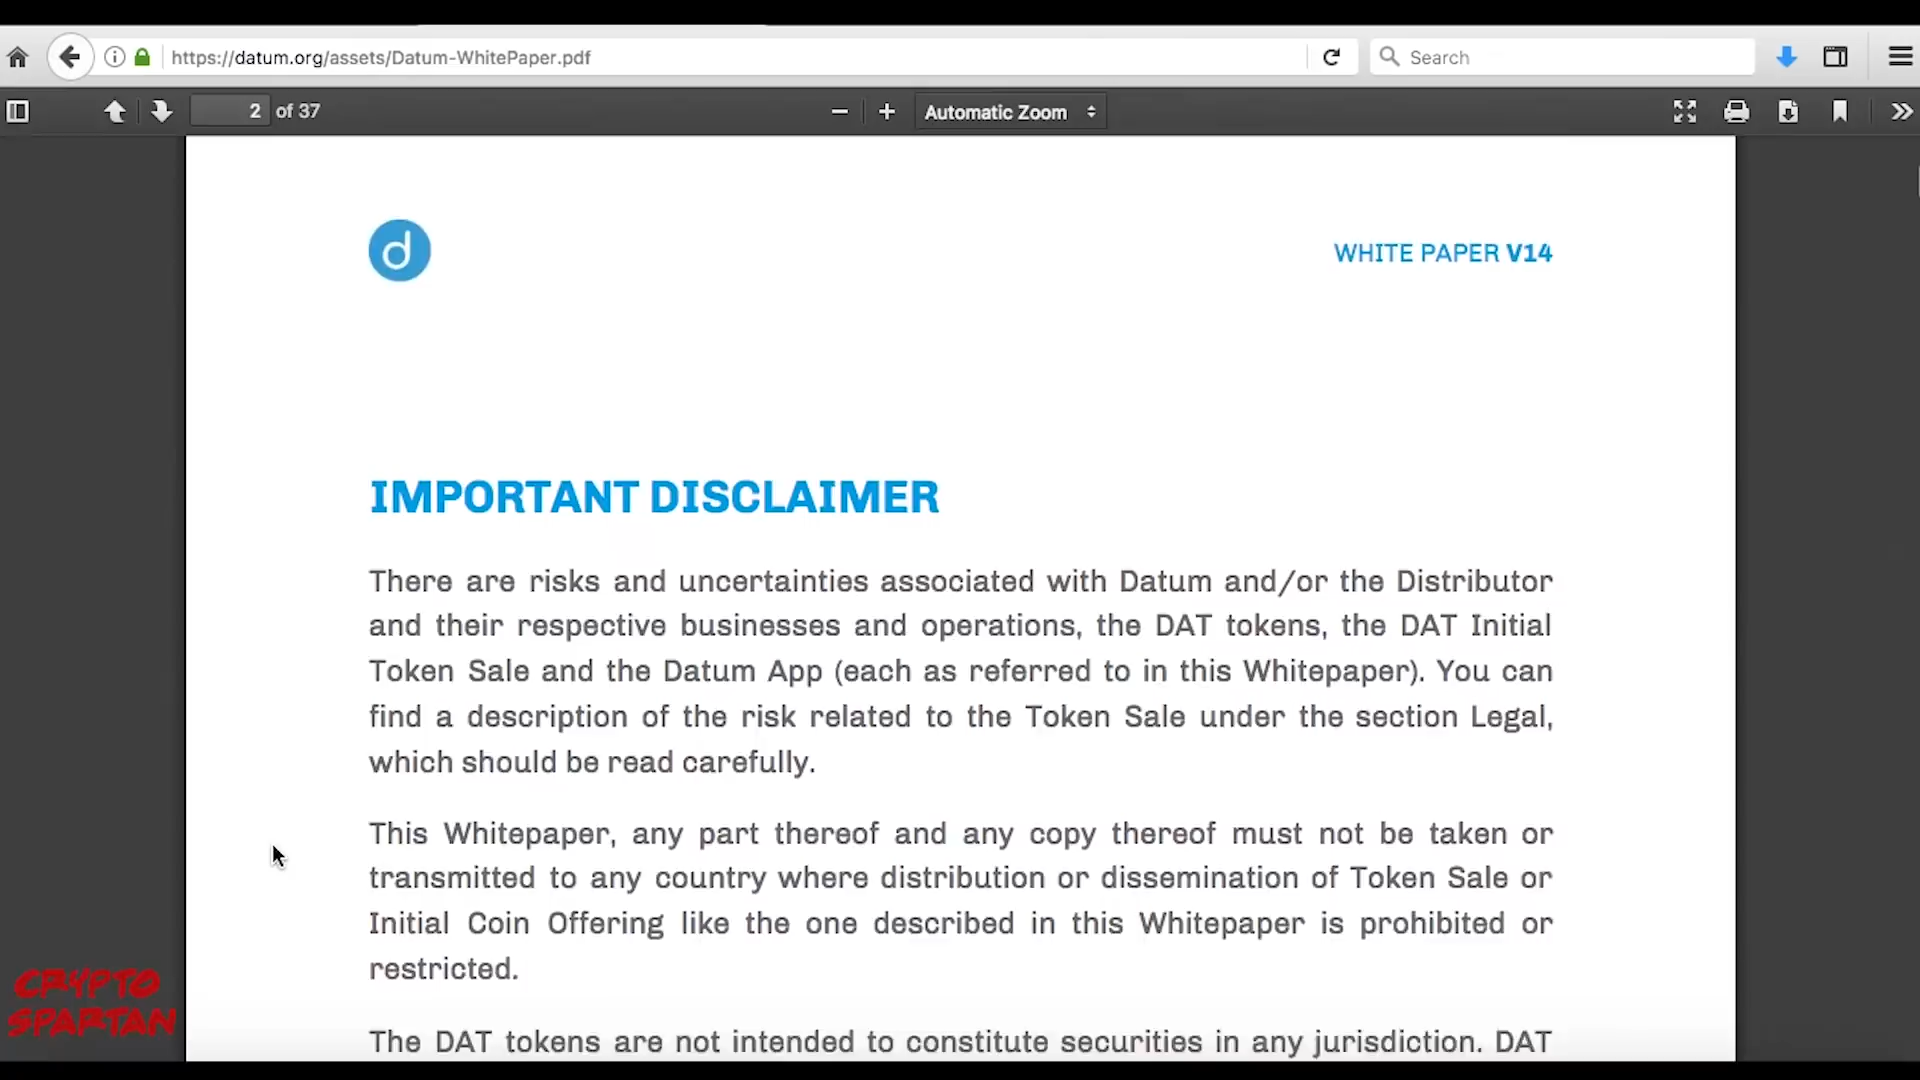 https://datum.org/assets/Datum-WhitePaper.pdf
Search
2 of 37
Automatic Zoom
d
WHITE PAPER V14
IMPORTANT DISCLAIMER
There are risks and uncertainties associated with Datum and/or the Distributor
and their respective businesses and operations, the DAT tokens, the DAT Initial
Token Sale and the Datum App (each as referred to in this Whitepaper). You can
find a description of the risk related to the Token Sale under the section Legal,
which should be read carefully.
This Whitepaper, any part thereof and any copy thereof must not be taken or
transmitted to any country where distribution or dissemination of Token Sale or
Initial Coin Offering like the one described in this Whitepaper is prohibited or
restricted.
The DAT tokens are not intended to constitute securities in any jurisdiction. DAT
CRYPTO
SPARTAN